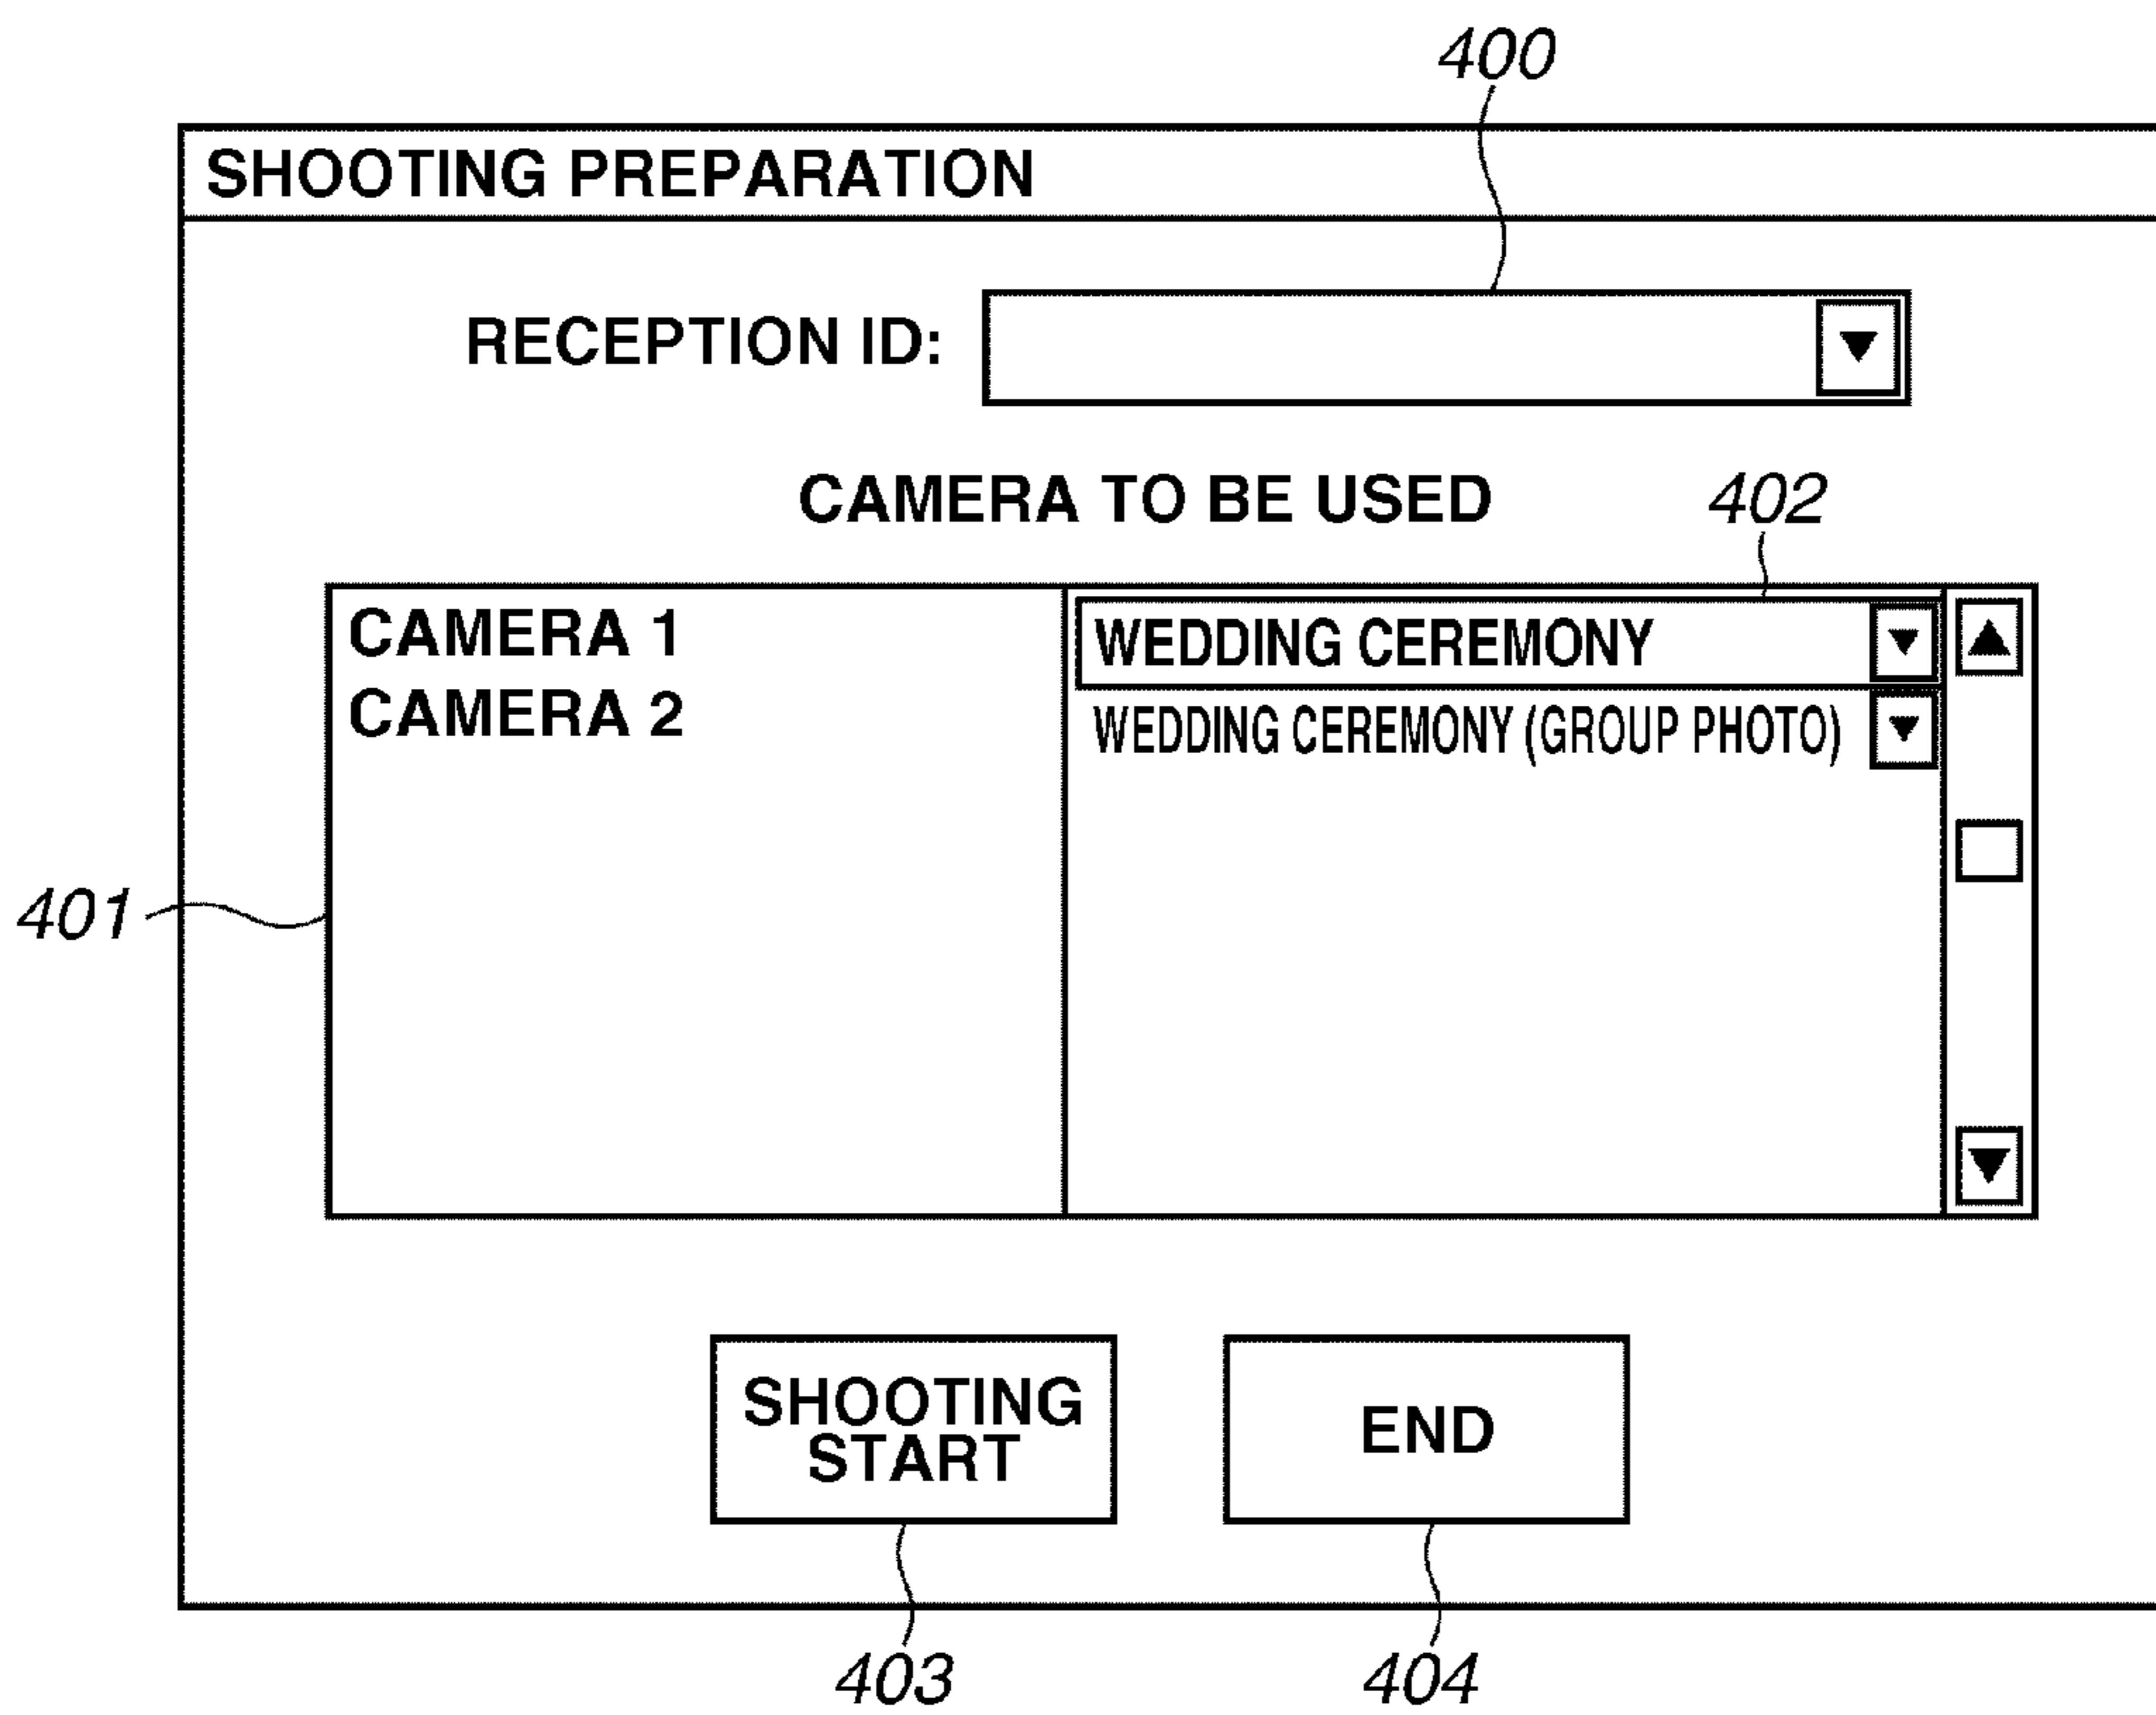 400
SHOOTING PREPARATION
RECEPTION ID:
CAMERA TO BE USED
402
CAMERA 1
WEDDING CEREMONY
CAMERA 2
WEDDING CEREMONY (GROUP PHOTO)
401
SHOOTING
START
END
403
404